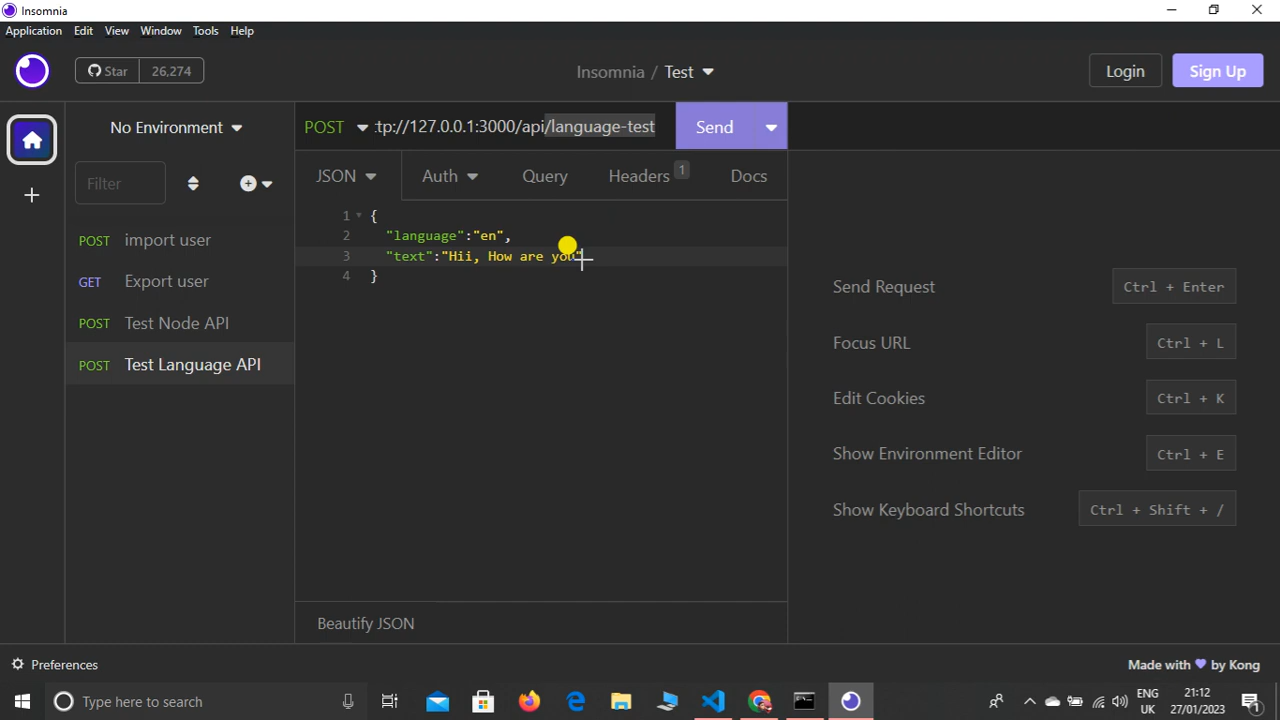 Insomnia
Application Edit View Window Tools Help
Star 26,274
Insomnia / Test
Login
Sign Up
No Environment
POST tp://127.0.0.1:3000/api/language-test
Send
JSON Auth Query Headers 1 Docs
Filter
POST import user
GET Export user
POST Test Node API
POST Test Language API
1 {
2 "language":"en",
3 "text":"Hii, How are you"
4 }
Send Request Ctrl + Enter
Focus URL Ctrl + L
Edit Cookies Ctrl + K
Show Environment Editor Ctrl + E
Show Keyboard Shortcuts Ctrl + Shift + /
Beautify JSON
Preferences
Made with by Kong
Type here to search
ENG
UK
21:12
27/01/2023
1